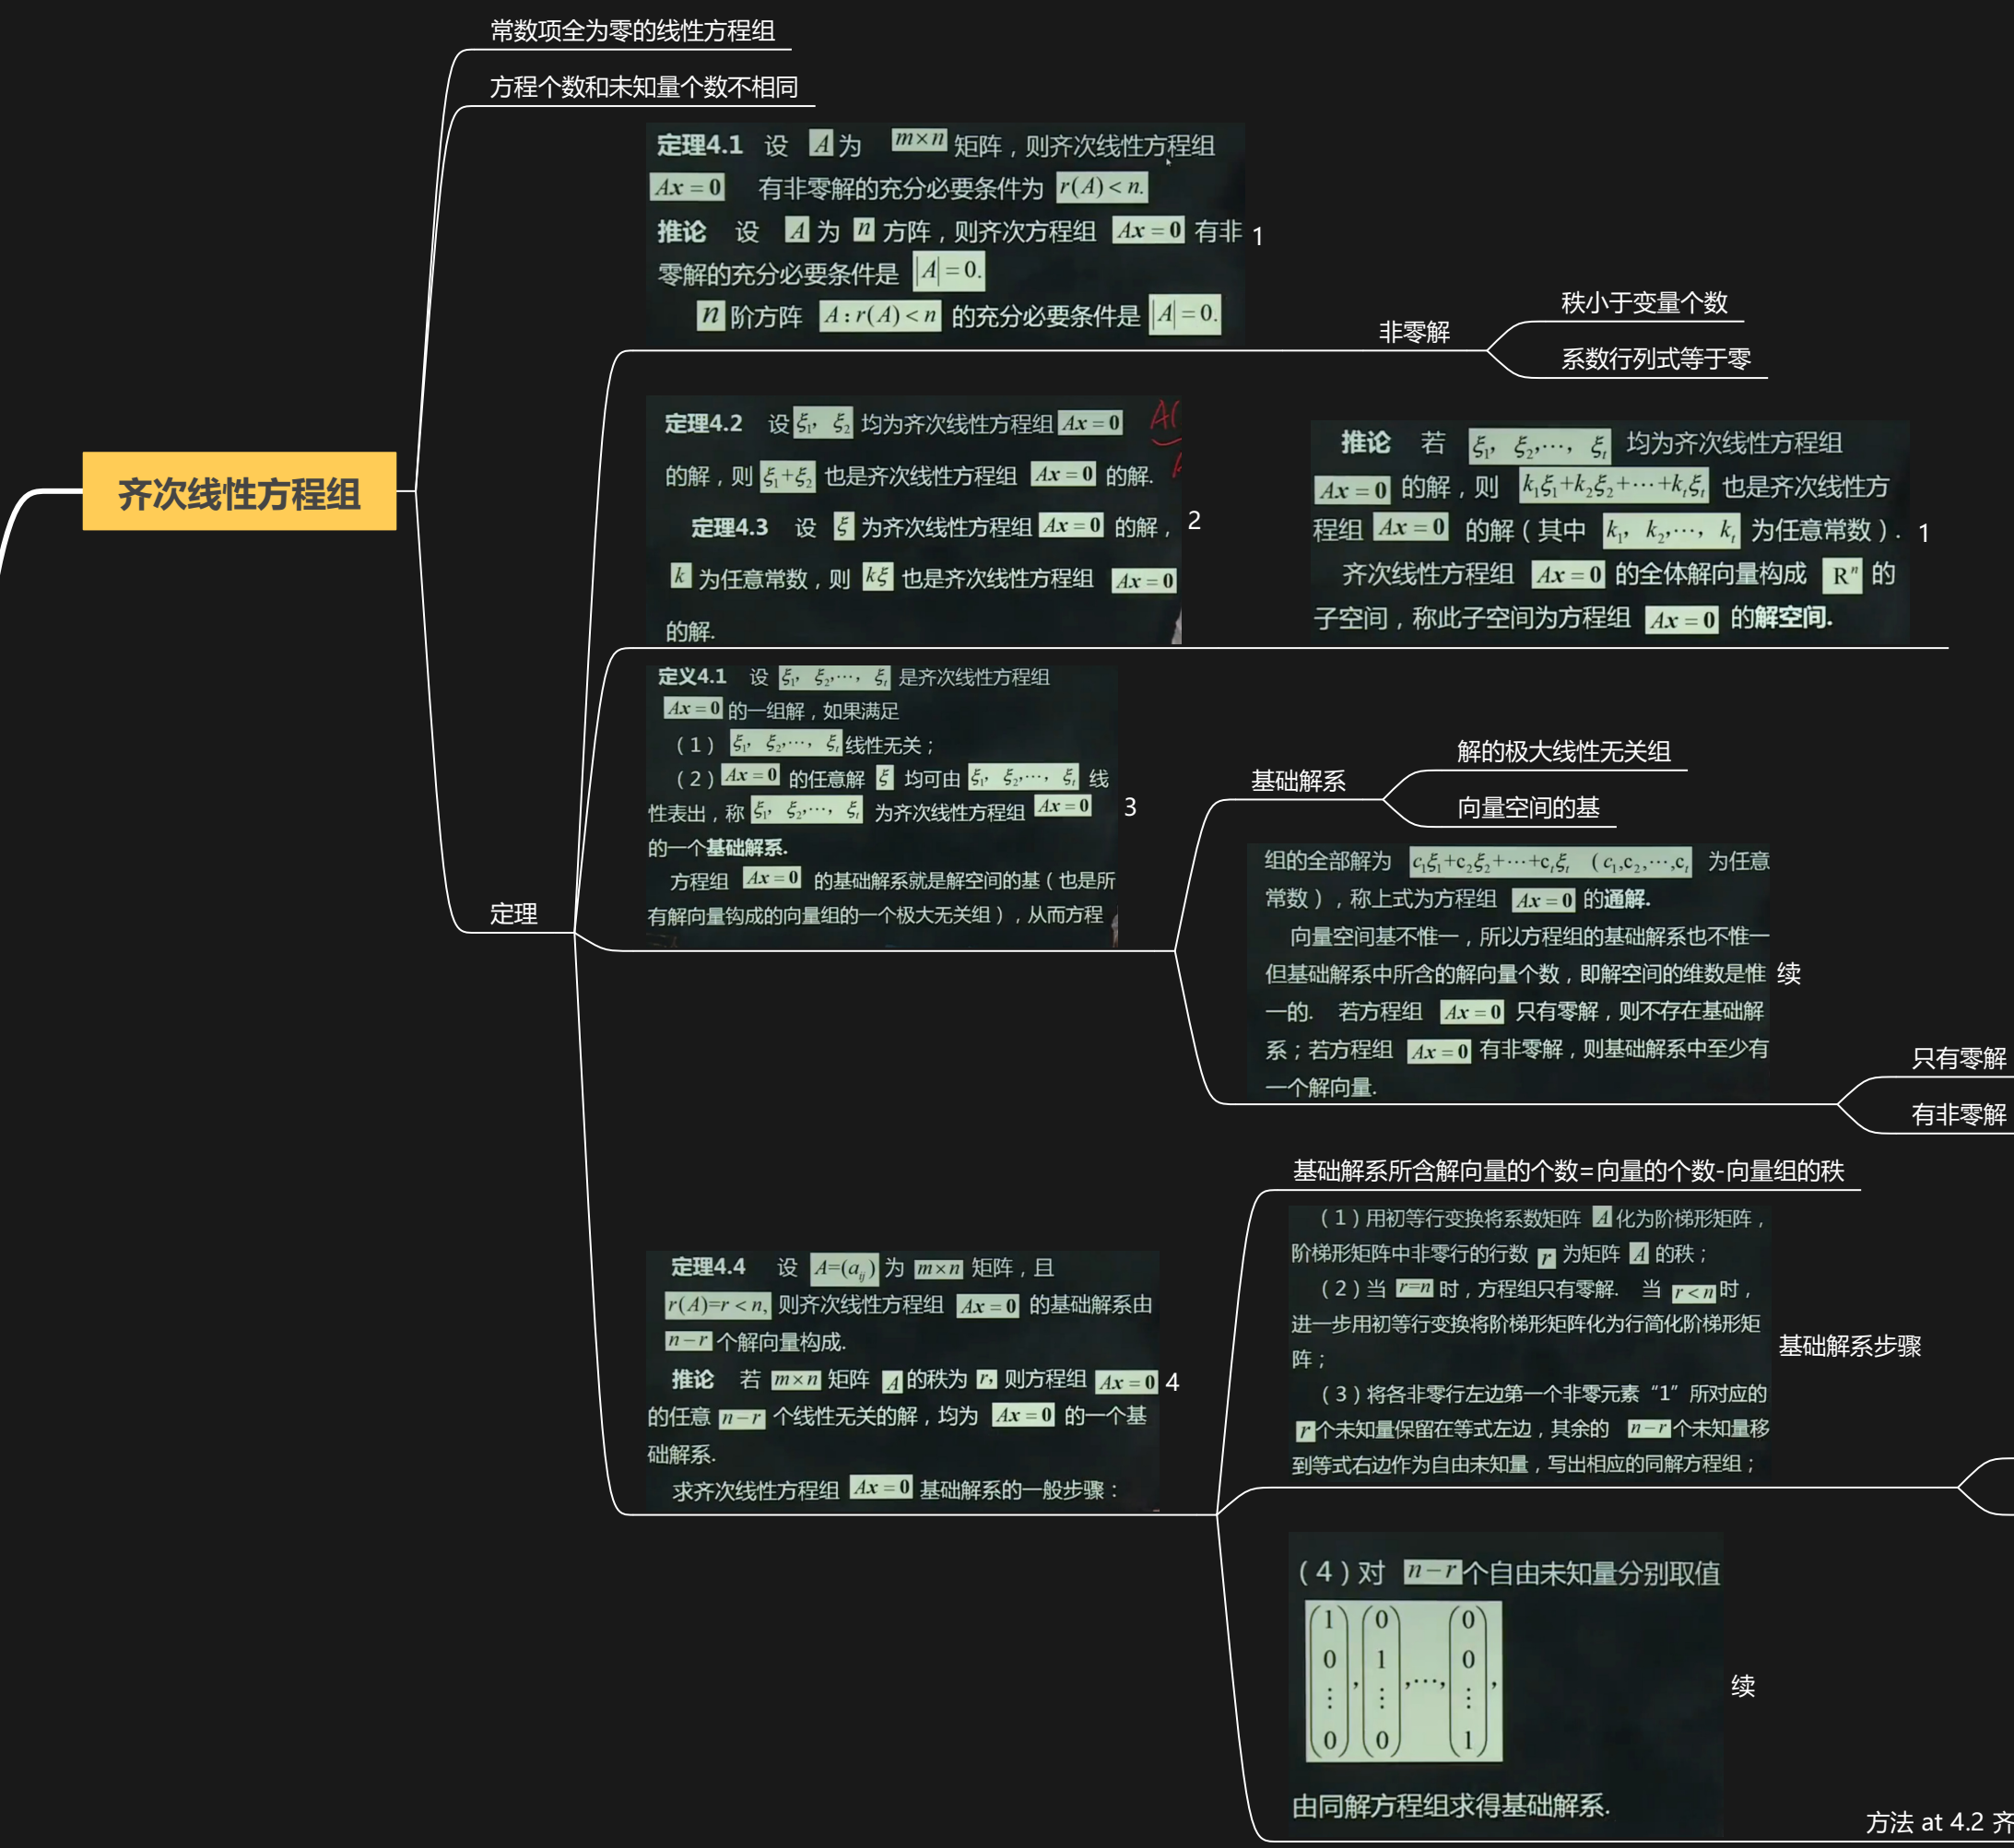 齐次线性方程组
常数项全为零的线性方程组
方程个数和未知量个数不相同
定理
定理4.1 设 A 为 m×n 矩阵，则齐次线性方程组
Ax = 0 有非零解的充分必要条件为 r(A) < n.
推论 设 A 为 n 方阵，则齐次方程组 Ax = 0 有非
零解的充分必要条件是 |A| = 0.
n 阶方阵 A : r(A) < n 的充分必要条件是 |A| = 0.
1
非零解
秩小于变量个数
系数行列式等于零
定理4.2 设 ξ₁, ξ₂ 均为齐次线性方程组 Ax = 0
的解，则 ξ₁+ξ₂ 也是齐次线性方程组 Ax = 0 的解.
定理4.3 设 ξ 为齐次线性方程组 Ax = 0 的解，
k 为任意常数，则 kξ 也是齐次线性方程组 Ax = 0
的解.
A(
2
推论 若 ξ₁, ξ₂,⋯, ξₜ 均为齐次线性方程组
Ax = 0 的解，则 k₁ξ₁+k₂ξ₂+⋯+kₜξₜ 也是齐次线性方
程组 Ax = 0 的解（其中 k₁, k₂,⋯, kₜ 为任意常数）.
齐次线性方程组 Ax = 0 的全体解向量构成 Rⁿ 的
子空间，称此子空间为方程组 Ax = 0 的解空间.
1
定义4.1 设 ξ₁, ξ₂,⋯, ξₜ 是齐次线性方程组
Ax = 0 的一组解，如果满足
（1） ξ₁, ξ₂,⋯, ξₜ 线性无关；
（2）Ax = 0 的任意解 ξ 均可由 ξ₁, ξ₂,⋯, ξₜ 线
性表出，称 ξ₁, ξ₂,⋯, ξₜ 为齐次线性方程组 Ax = 0
的一个基础解系.
方程组 Ax = 0 的基础解系就是解空间的基（也是所
有解向量钩成的向量组的一个极大无关组），从而方程
3
基础解系
解的极大线性无关组
向量空间的基
组的全部解为 c₁ξ₁+c₂ξ₂+⋯+cₜξₜ （c₁,c₂,⋯,cₜ 为任意
常数），称上式为方程组 Ax = 0 的通解.
向量空间基不惟一，所以方程组的基础解系也不惟一
但基础解系中所含的解向量个数，即解空间的维数是惟
一的. 若方程组 Ax = 0 只有零解，则不存在基础解
系；若方程组 Ax = 0 有非零解，则基础解系中至少有
一个解向量.
续
只有零解
有非零解
定理4.4 设 A=(aᵢⱼ) 为 m×n 矩阵，且
r(A)=r < n, 则齐次线性方程组 Ax = 0 的基础解系由
n−r 个解向量构成.
推论 若 m×n 矩阵 A 的秩为 r, 则方程组 Ax = 0
的任意 n−r 个线性无关的解，均为 Ax = 0 的一个基
础解系.
求齐次线性方程组 Ax = 0 基础解系的一般步骤：
4
基础解系所含解向量的个数=向量的个数-向量组的秩
（1）用初等行变换将系数矩阵 A 化为阶梯形矩阵，
阶梯形矩阵中非零行的行数 r 为矩阵 A 的秩；
（2）当 r=n 时，方程组只有零解. 当 r < n 时，
进一步用初等行变换将阶梯形矩阵化为行简化阶梯形矩
阵；
（3）将各非零行左边第一个非零元素“1”所对应的
r 个未知量保留在等式左边，其余的 n−r 个未知量移
到等式右边作为自由未知量，写出相应的同解方程组；
基础解系步骤
（4）对 n−r 个自由未知量分别取值
(1 0 ⋮ 0), (0 1 ⋮ 0), ⋯, (0 0 ⋮ 1),
由同解方程组求得基础解系.
续
方法 at 4.2 齐